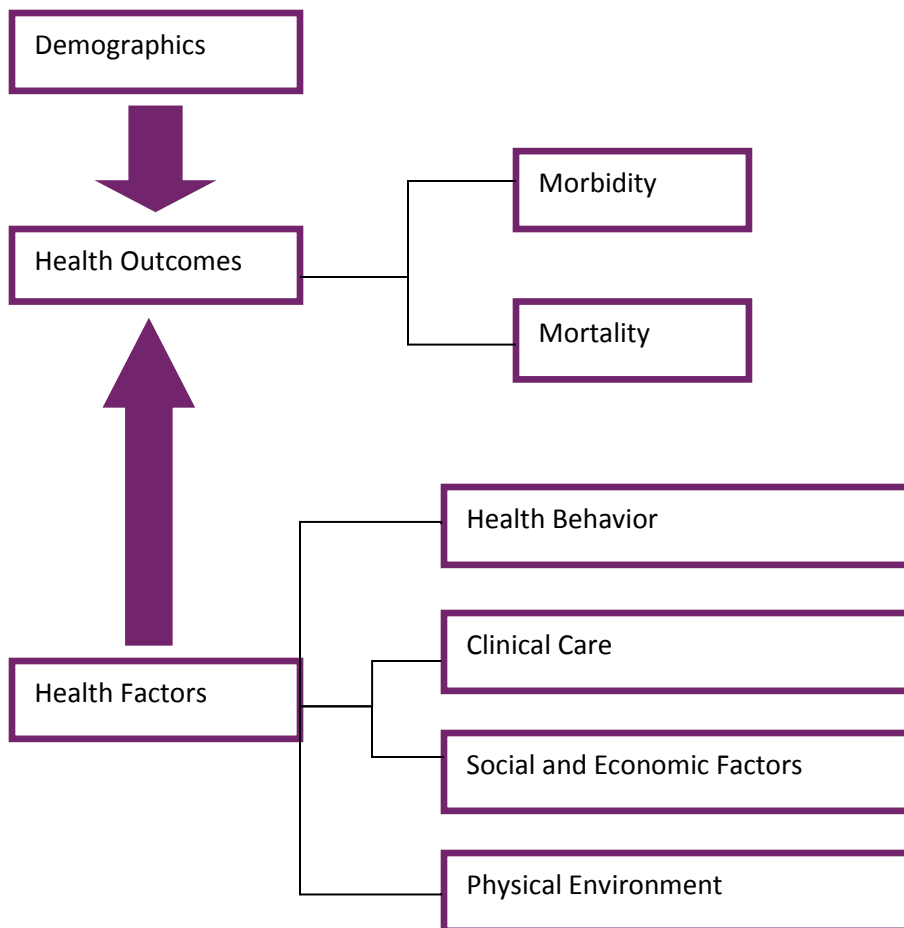 Demographics
Morbidity
Health Outcomes
Mortality
Health Behavior
Clinical Care
Health Factors
Social and Economic Factors
Physical Environment